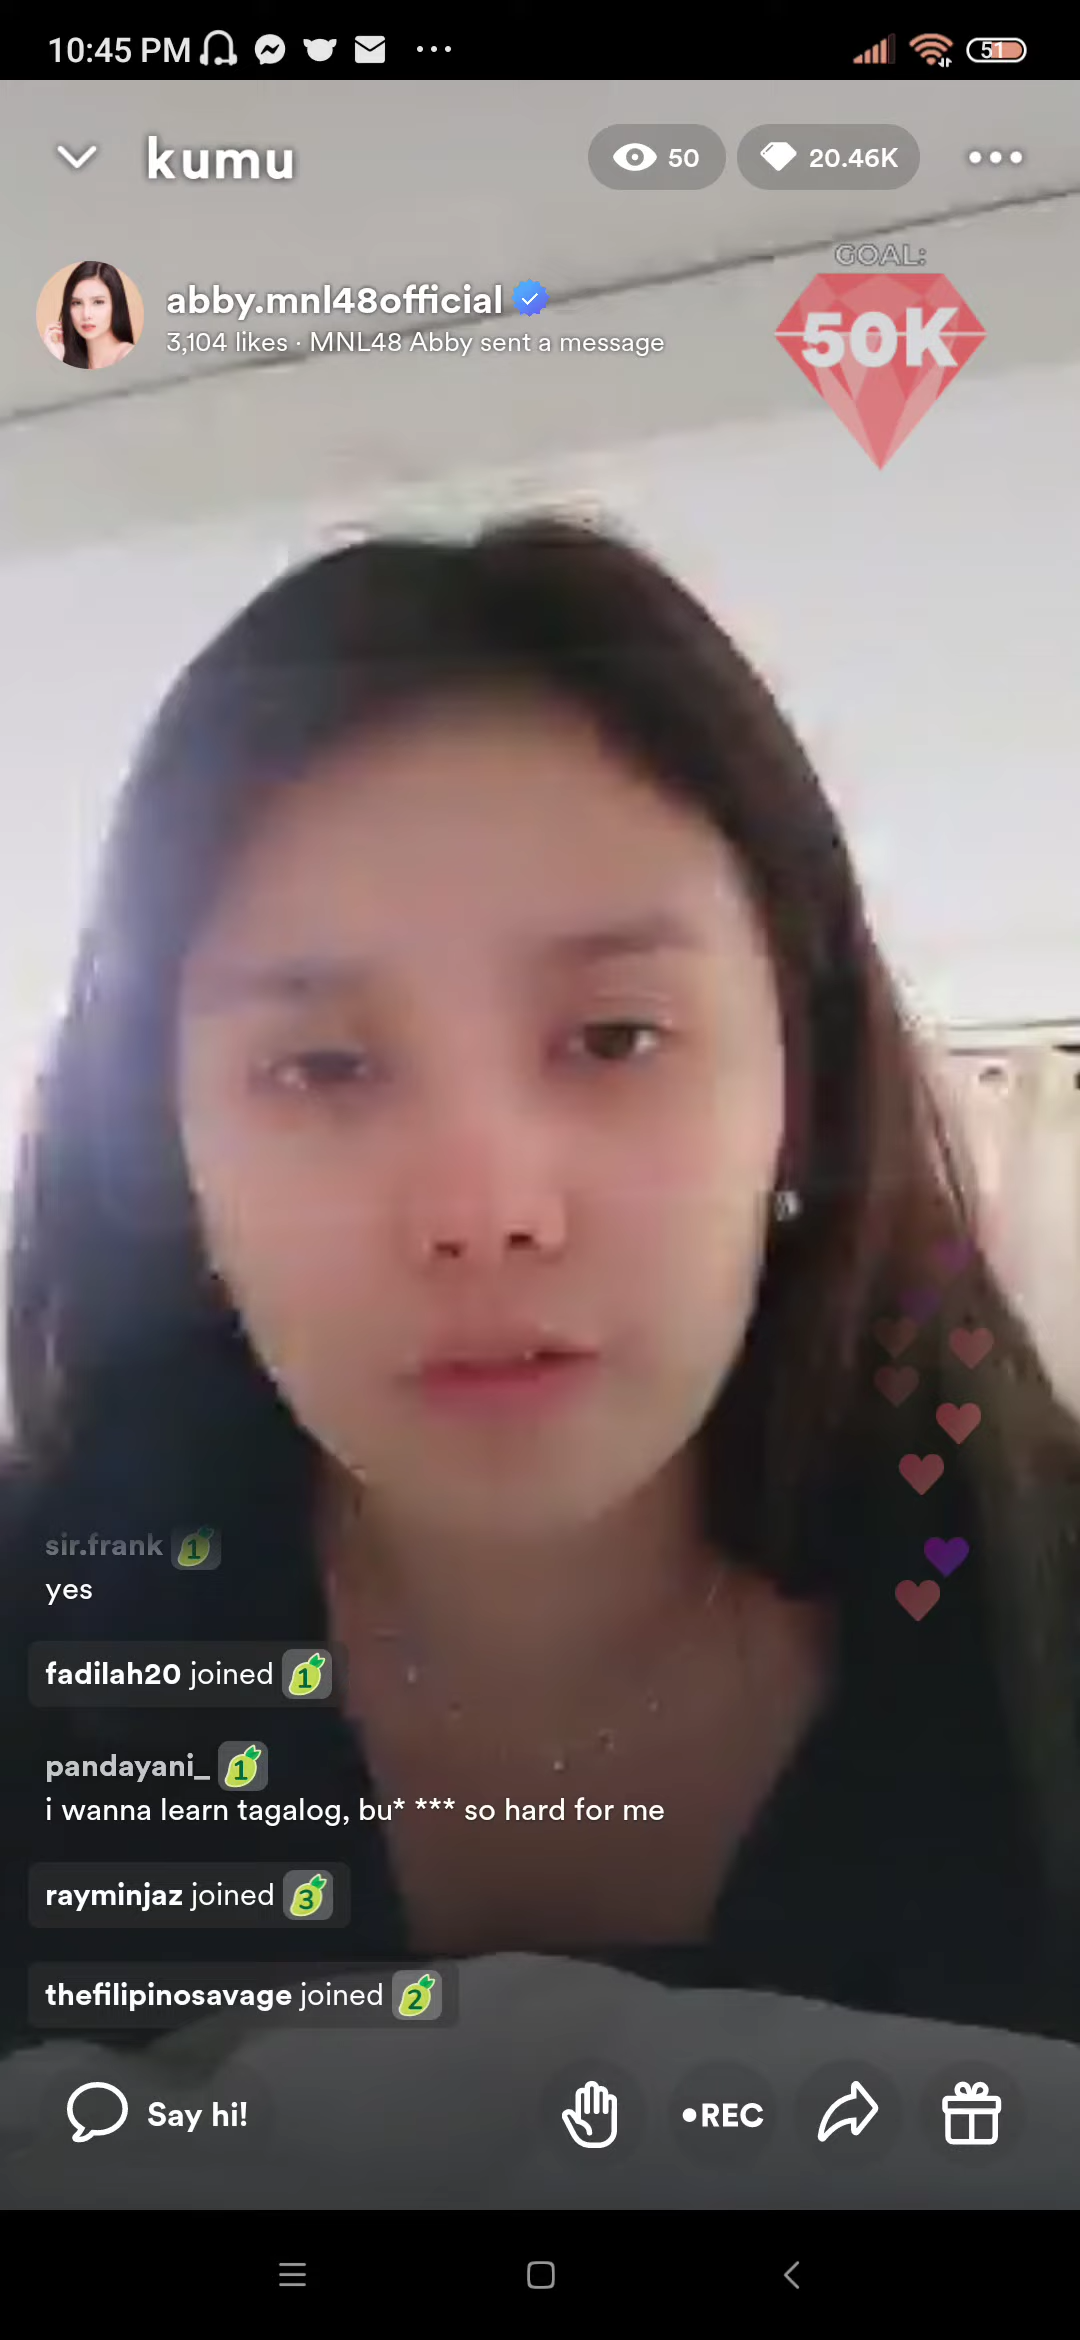 10:45 PM
51
kumu
50
20.46K
GOAL:
50K
abby.mnl48official
3,104 likes · MNL48 Abby sent a message
sir.frank 1
yes
fadilah20 joined 1
pandayani_ 1
i wanna learn tagalog, bu* *** so hard for me
rayminjaz joined 3
thefilipinosavage joined 2
Say hi!
•REC